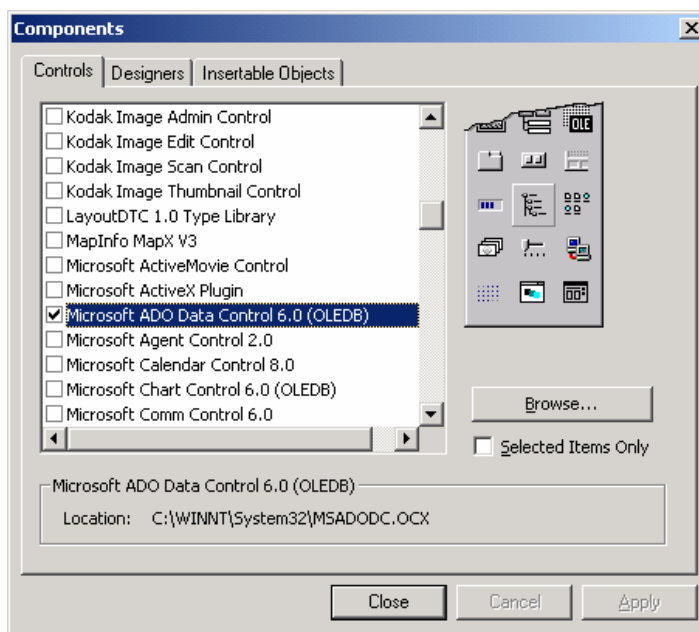 Components
Controls
Designers
Insertable Objects
Kodak Image Admin Control
Kodak Image Edit Control
Kodak Image Scan Control
Kodak Image Thumbnail Control
LayoutDTC 1.0 Type Library
MapInfo MapX V3
Microsoft ActiveMovie Control
Microsoft ActiveX Plugin
Microsoft ADO Data Control 6.0 (OLEDB)
Microsoft Agent Control 2.0
Microsoft Calendar Control 8.0
Microsoft Chart Control 6.0 (OLEDB)
Microsoft Comm Control 6.0
OLE
Browse...
Selected Items Only
Microsoft ADO Data Control 6.0 (OLEDB)
Location: C:\WINNT\System32\MSADODC.OCX
Close
Cancel
Apply